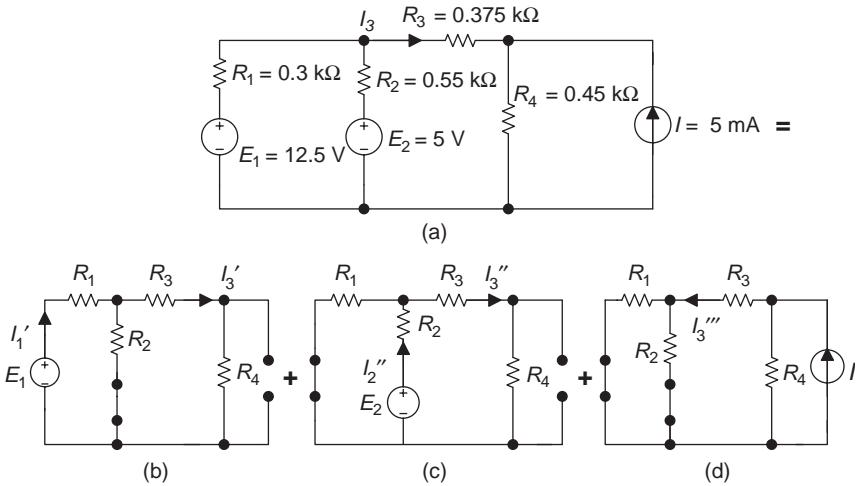 I₃ R₃ = 0.375 kΩ
R₁ = 0.3 kΩ R₂ = 0.55 kΩ
R₄ = 0.45 kΩ
+ + I = 5 mA =
− E₁ = 12.5 V − E₂ = 5 V
(a)
R₁ R₃ I₃′ R₁ R₃ I₃″ R₁ R₃
I₁′ R₂ R₂ I₃‴
R₂
I₂″
E₁ + − R₄ + E₂ + − R₄ + R₄ I
(b) (c) (d)